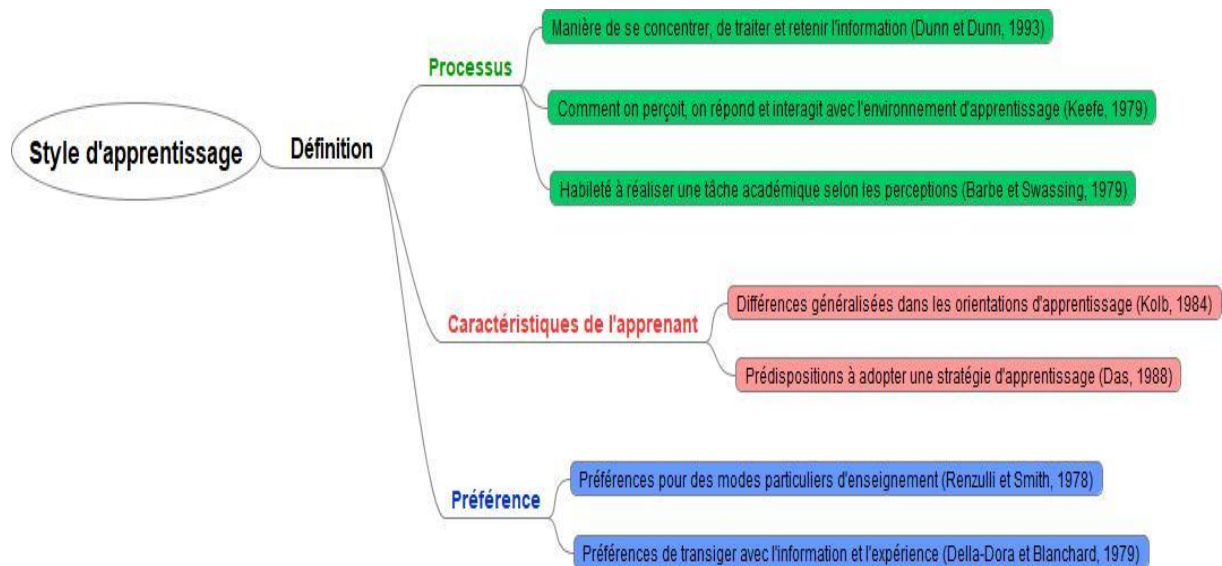 Style d'apprentissage
Définition
Processus
Manière de se concentrer, de traiter et retenir l'information (Dunn et Dunn, 1993)
Comment on perçoit, on répond et interagit avec l'environnement d'apprentissage (Keefe, 1979)
Habileté à réaliser une tâche académique selon les perceptions (Barbe et Swassing, 1979)
Caractéristiques de l'apprenant
Différences généralisées dans les orientations d'apprentissage (Kolb, 1984)
Prédispositions à adopter une stratégie d'apprentissage (Das, 1988)
Préférence
Préférences pour des modes particuliers d'enseignement (Renzulli et Smith, 1978)
Préférences de transiger avec l'information et l'expérience (Della-Dora et Blanchard, 1979)